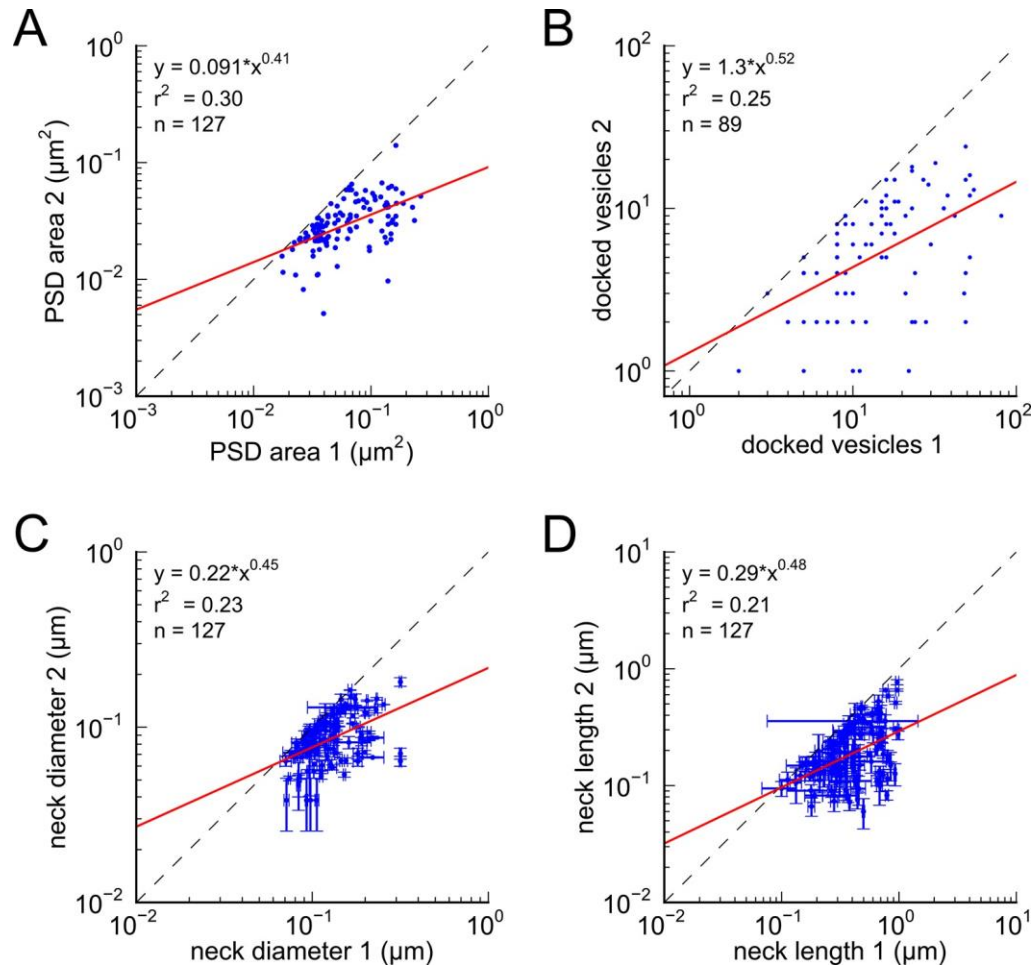 A
y = 0.091*x^0.41
r^2 = 0.30
n = 127
PSD area 2 (µm^2)
10^0
10^-1
10^-2
10^-3
10^-3 10^-2 10^-1 10^0
PSD area 1 (µm^2)
B
y = 1.3*x^0.52
r^2 = 0.25
n = 89
docked vesicles 2
10^2
10^1
10^0
10^0 10^1 10^2
docked vesicles 1
C
y = 0.22*x^0.45
r^2 = 0.23
n = 127
neck diameter 2 (µm)
10^0
10^-1
10^-2
10^-2 10^-1 10^0
neck diameter 1 (µm)
D
y = 0.29*x^0.48
r^2 = 0.21
n = 127
neck length 2 (µm)
10^1
10^0
10^-1
10^-2
10^-2 10^-1 10^0 10^1
neck length 1 (µm)